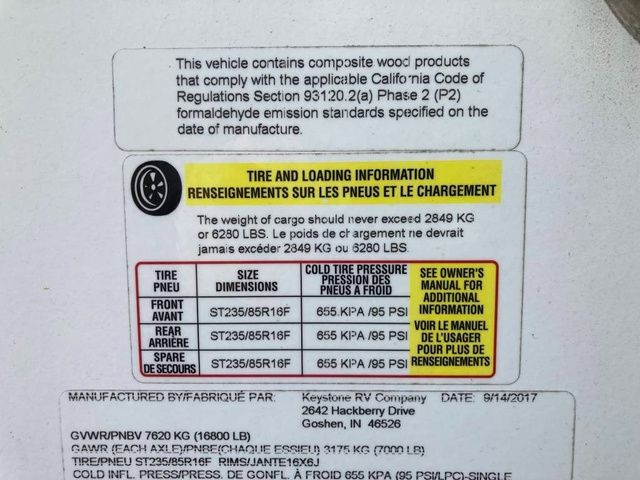 This vehicle contains composite wood products
that comply with the applicable California Code of
Regulations Section 93120.2(a) Phase 2 (P2)
formaldehyde emission standards specified on the
date of manufacture.
TIRE AND LOADING INFORMATION
RENSEIGNEMENTS SUR LES PNEUS ET LE CHARGEMENT
The weight of cargo should never exceed 2849 KG
or 6280 LBS. Le poids de chargement ne devrait
jamais excéder 2849 KG ou 6280 LBS.
TIRE
PNEU
SIZE
DIMENSIONS
COLD TIRE PRESSURE
PRESSION DES
PNEUS A FROID
SEE OWNER'S
MANUAL FOR
ADDITIONAL
INFORMATION
VOIR LE MANUEL
DE L'USAGER
POUR PLUS DE
RENSEIGNEMENTS
FRONT
AVANT
ST235/85R16F
655 KPA /95 PSI
REAR
ARRIÈRE
ST235/85R16F
655 KPA /95 PSI
SPARE
DE SECOURS
ST235/85R16F
655 KPA /95 PSI
MANUFACTURED BY/FABRIQUÉ PAR: Keystone RV Company DATE: 9/14/2017
2642 Hackberry Drive
Goshen, IN 46526
GVWR/PNBV 7620 KG (16800 LB)
GAWR (EACH AXLE)/PNBE(CHAQUE ESSIEU) 3175 KG (7000 LB)
TIRE/PNEU ST235/85R16F RIMS/JANTE16X6J
COLD INFL. PRESS/PRESS. DE GONFL. À FROID 655 KPA (95 PSI/LPC)-SINGLE